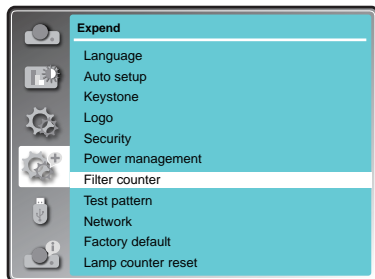 Expend
Language
Auto setup
Keystone
Logo
Security
Power management
Filter counter
Test pattern
Network
Factory default
Lamp counter reset